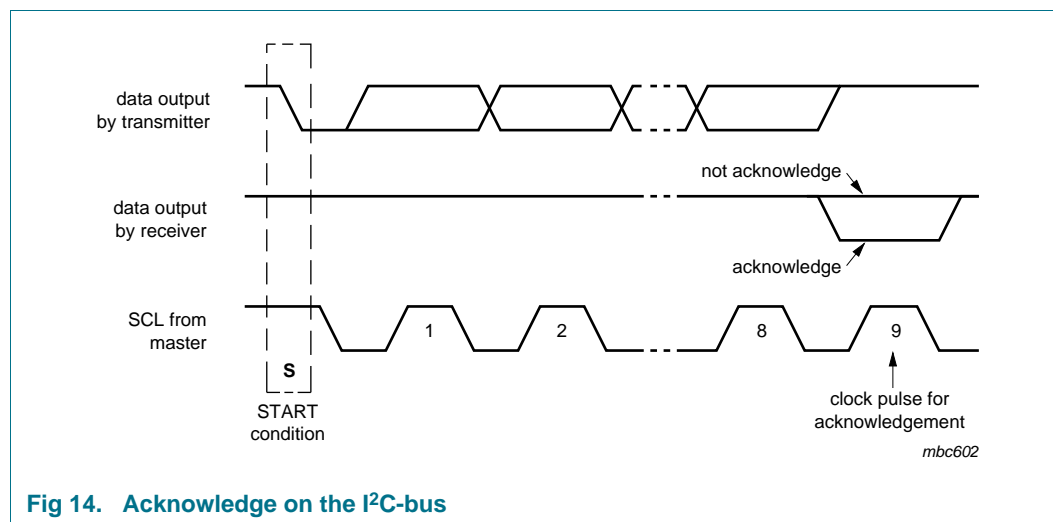 data output
by transmitter
not acknowledge
data output
by receiver
acknowledge
SCL from
master
1
2
8
9
S
START
condition
clock pulse for
acknowledgement
mbc602
Fig 14. Acknowledge on the I²C-bus